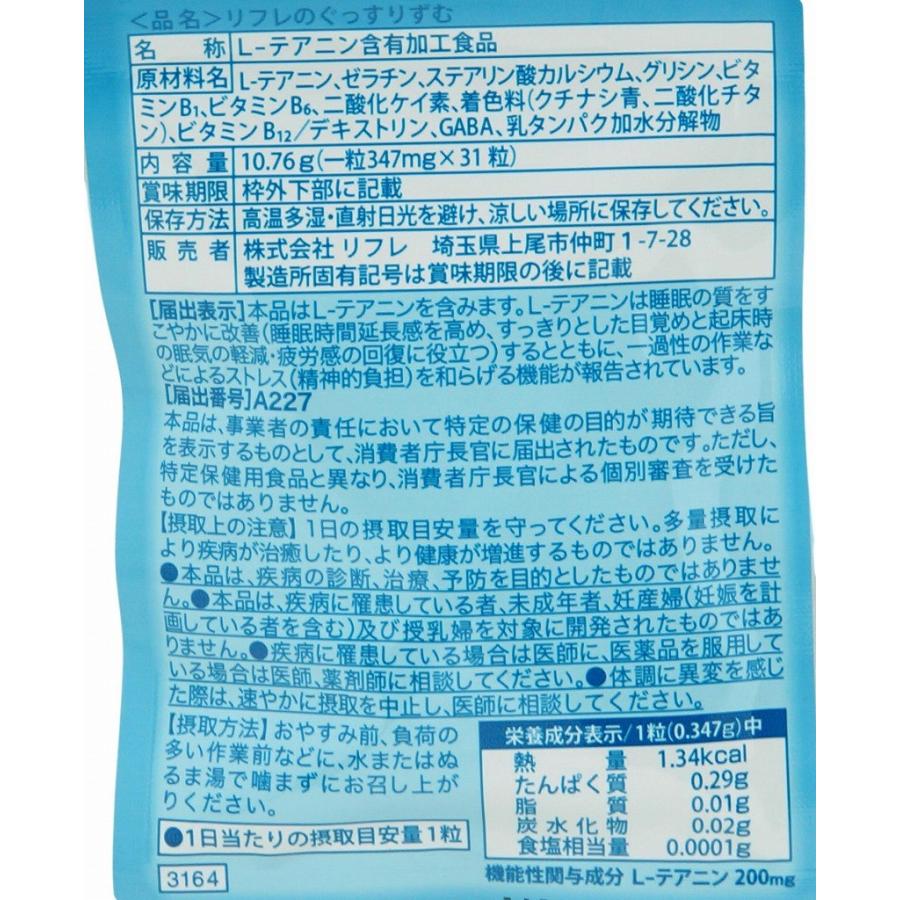 ＜品名＞リフレのぐっすりずむ
名称 L-テアニン含有加工食品
原材料名 L-テアニン、ゼラチン、ステアリン酸カルシウム、グリシン、ビタ
ミンB₁、ビタミンB₆、二酸化ケイ素、着色料(クチナシ青、二酸化チタ
ン)、ビタミンB₁₂/デキストリン、GABA、乳タンパク加水分解物
内容量 10.76g(一粒347mg×31粒)
賞味期限 枠外下部に記載
保存方法 高温多湿・直射日光を避け、涼しい場所に保存してください。
販売者 株式会社 リフレ 埼玉県上尾市仲町1-7-28
製造所固有記号は賞味期限の後に記載
【届出表示】本品はL-テアニンを含みます。L-テアニンは睡眠の質をす
こやかに改善(睡眠時間延長感を高め、すっきりとした目覚めと起床時
の眠気の軽減・疲労感の回復に役立つ)するとともに、一過性の作業な
どによるストレス(精神的負担)を和らげる機能が報告されています。
【届出番号】A227
本品は、事業者の責任において特定の保健の目的が期待できる旨
を表示するものとして、消費者庁長官に届出されたものです。ただし、
特定保健用食品と異なり、消費者庁長官による個別審査を受けた
ものではありません。
【摂取上の注意】1日の摂取目安量を守ってください。多量摂取に
より疾病が治癒したり、より健康が増進するものではありません。
●本品は、疾病の診断、治療、予防を目的としたものではありませ
ん。●本品は、疾病に罹患している者、未成年者、妊産婦(妊娠を計
画している者を含む)及び授乳婦を対象に開発されたものではあ
りません。●疾病に罹患している場合は医師に、医薬品を服用して
いる場合は医師、薬剤師に相談してください。●体調に異変を感じ
た際は、速やかに摂取を中止し、医師に相談してください。
【摂取方法】おやすみ前、負荷の
多い作業前などに、水またはぬ
るま湯で噛まずにお召し上が
りください。
●1日当たりの摂取目安量1粒
3164
栄養成分表示/1粒(0.347g)中
熱量 1.34kcal
たんぱく質 0.29g
脂質 0.01g
炭水化物 0.02g
食塩相当量 0.0001g
機能性関与成分 L-テアニン 200mg